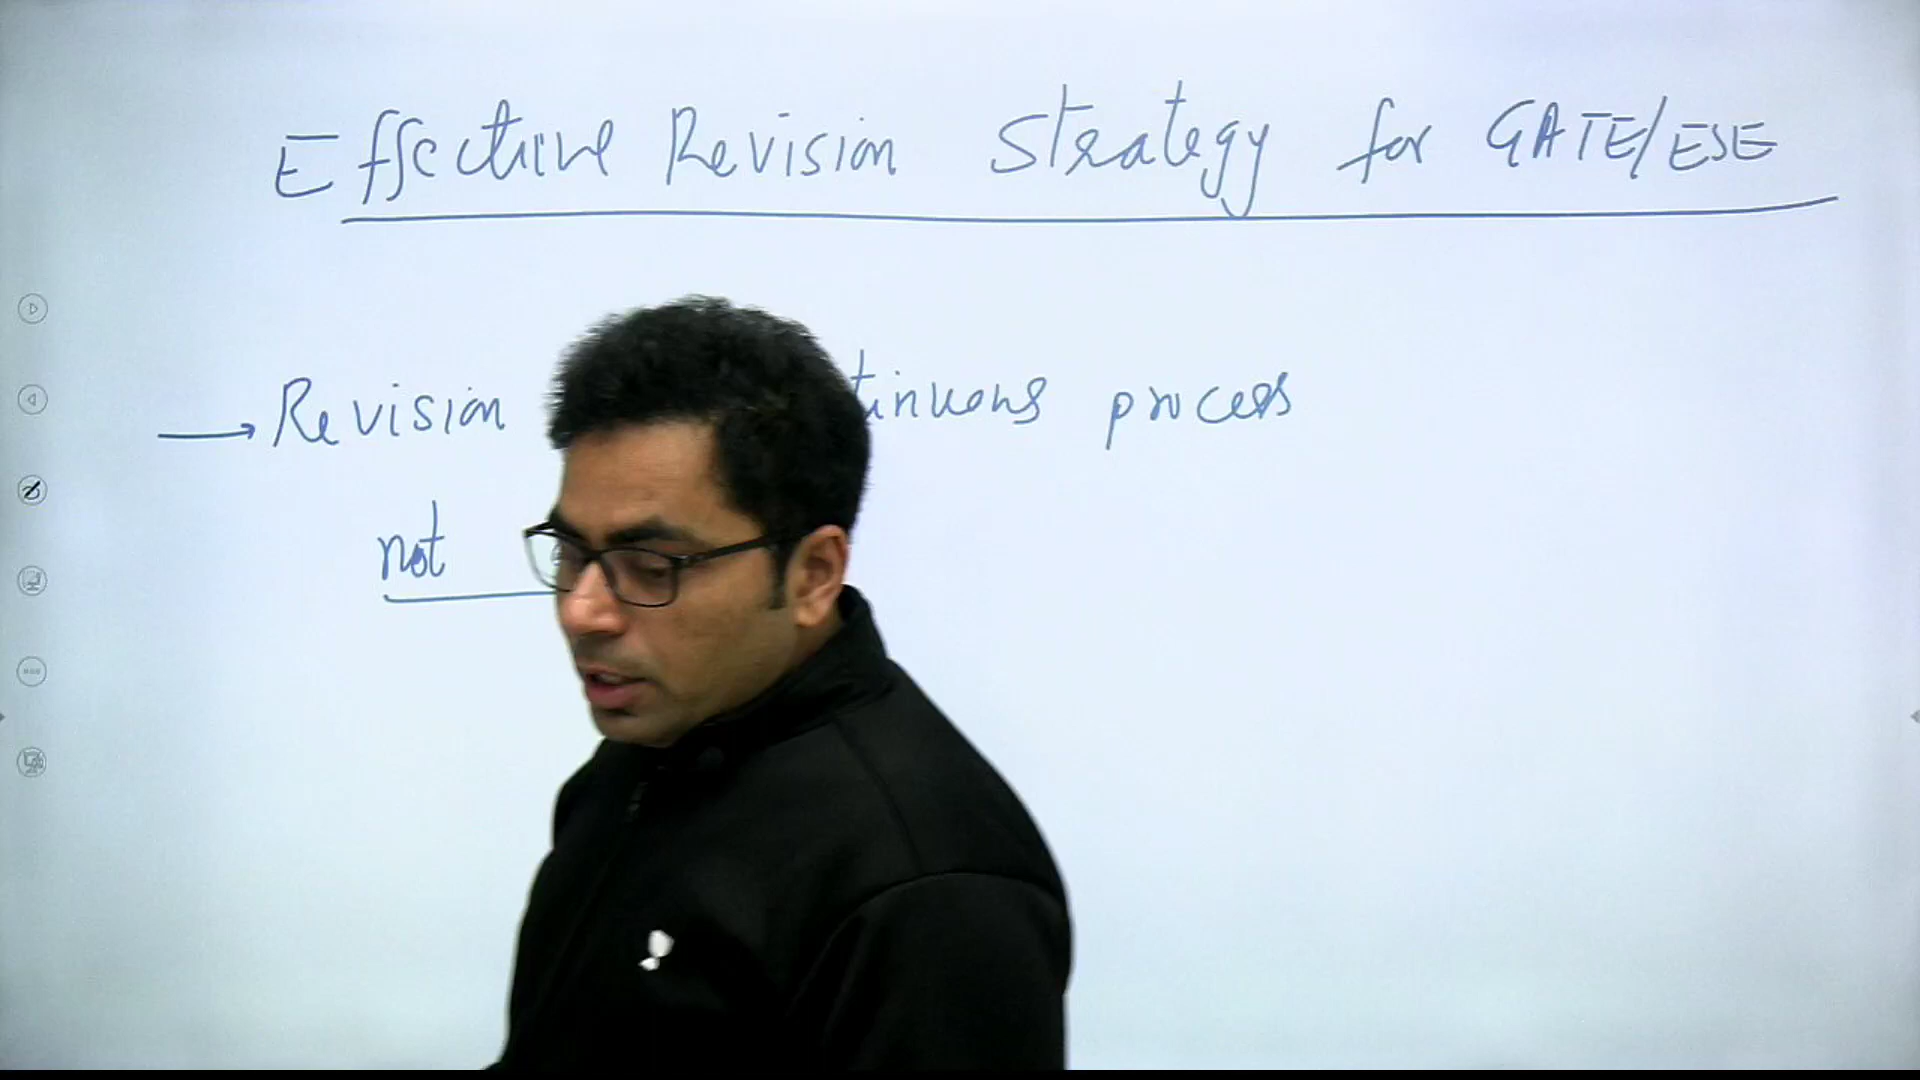 Effective Revision Strategy for GATE/ESE
Revision tinuous process
not